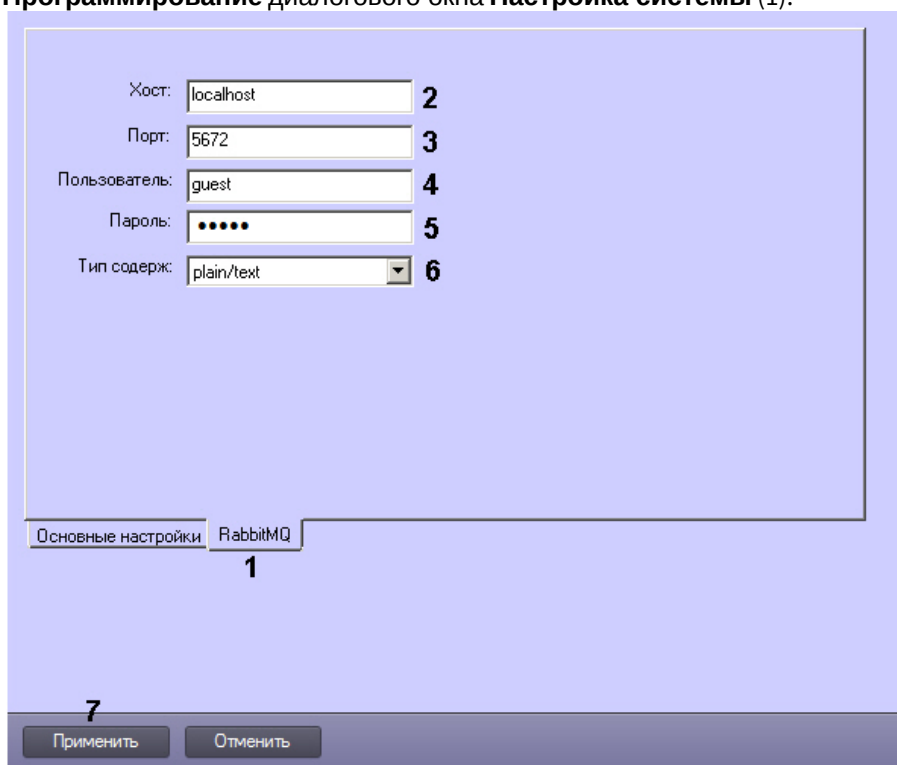 Программирование диалогового окна Настройка системы (1).
Хост: localhost 2
Порт: 5672 3
Пользователь: guest 4
Пароль: ••••• 5
Тип содерж: plain/text 6
Основные настройки RabbitMQ
1
7
Применить Отменить